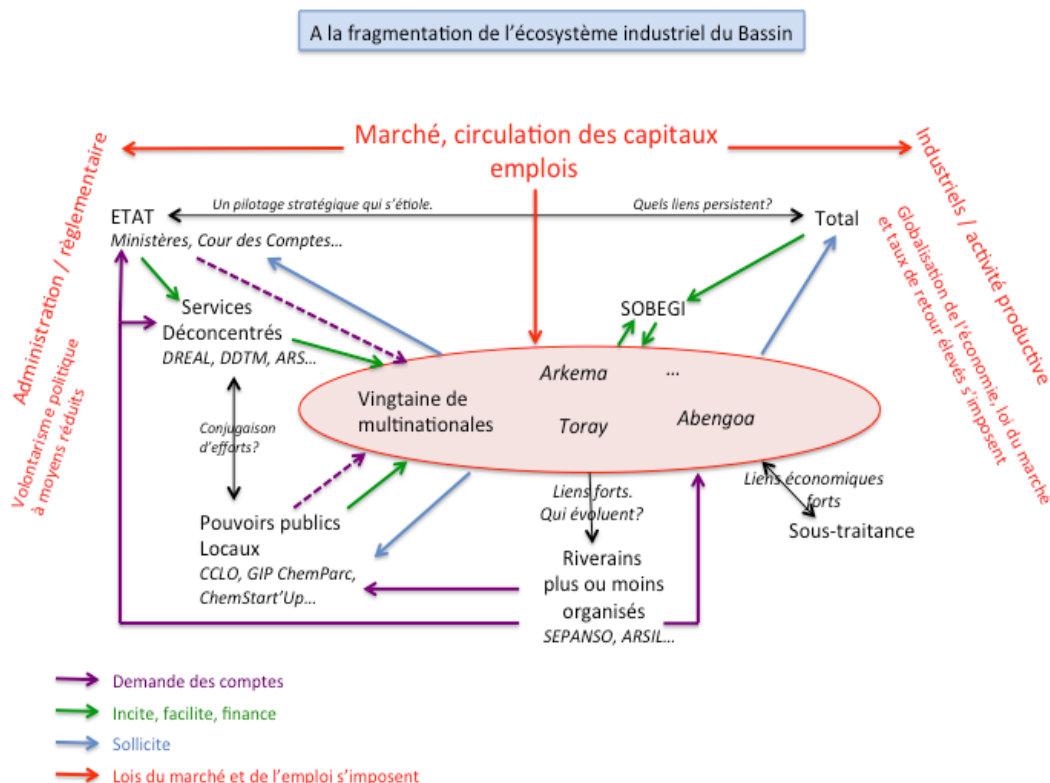 A la fragmentation de l'écosystème industriel du Bassin
Marché, circulation des capitaux
emplois
Administration / règlementaire
Volontarisme politique
à moyens réduits
Industriels / activité productive
Globalisation de l'économie, loi du marché
et taux de retour élevés s'imposent
Un pilotage stratégique qui s'étiole.
Quels liens persistent?
ETAT
Ministères, Cour des Comptes...
Total
Services
Déconcentrés
DREAL, DDTM, ARS...
SOBEGI
Arkema
...
Vingtaine de
multinationales
Toray
Abengoa
Conjugaison
d'efforts?
Liens forts.
Qui évoluent?
Liens économiques
forts
Sous-traitance
Pouvoirs publics
Locaux
CCLO, GIP ChemParc,
ChemStart'Up...
Riverains
plus ou moins
organisés
SEPANSO, ARSIL...
Demande des comptes
Incite, facilite, finance
Sollicite
Lois du marché et de l'emploi s'imposent